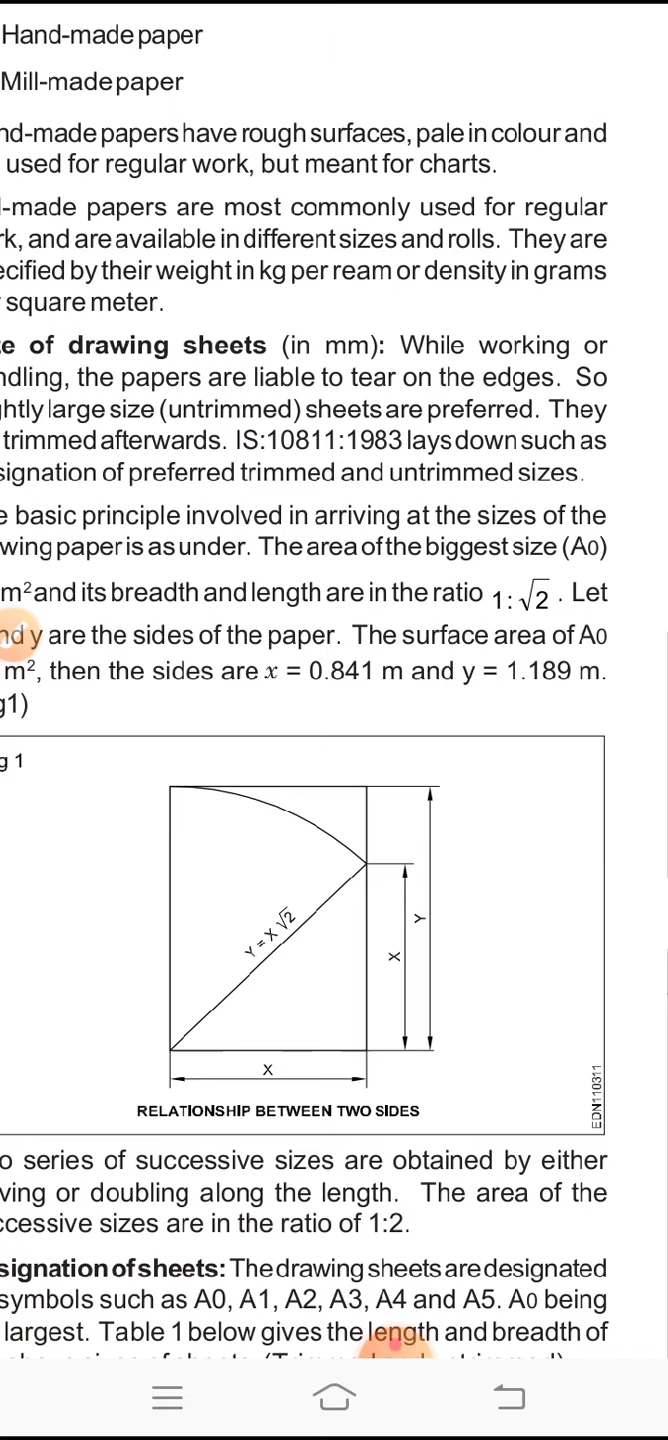 Hand-made paper
Mill-made paper
nd-made papers have rough surfaces, pale in colour and
used for regular work, but meant for charts.
-made papers are most commonly used for regular
rk, and are available in different sizes and rolls. They are
ecified by their weight in kg per ream or density in grams
square meter.
e of drawing sheets (in mm): While working or
ndling, the papers are liable to tear on the edges. So
htly large size (untrimmed) sheets are preferred. They
trimmed afterwards. IS:10811:1983 lays down such as
signation of preferred trimmed and untrimmed sizes.
e basic principle involved in arriving at the sizes of the
wing paper is as under. The area of the biggest size (A0)
m² and its breadth and length are in the ratio 1:√2 . Let
nd y are the sides of the paper. The surface area of A0
m², then the sides are x = 0.841 m and y = 1.189 m.
g1)
g 1
Y = X √2
X
Y
X
RELATIONSHIP BETWEEN TWO SIDES
EDN110311
o series of successive sizes are obtained by either
ving or doubling along the length. The area of the
ccessive sizes are in the ratio of 1:2.
signation of sheets: The drawing sheets are designated
symbols such as A0, A1, A2, A3, A4 and A5. A0 being
largest. Table 1 below gives the length and breadth of